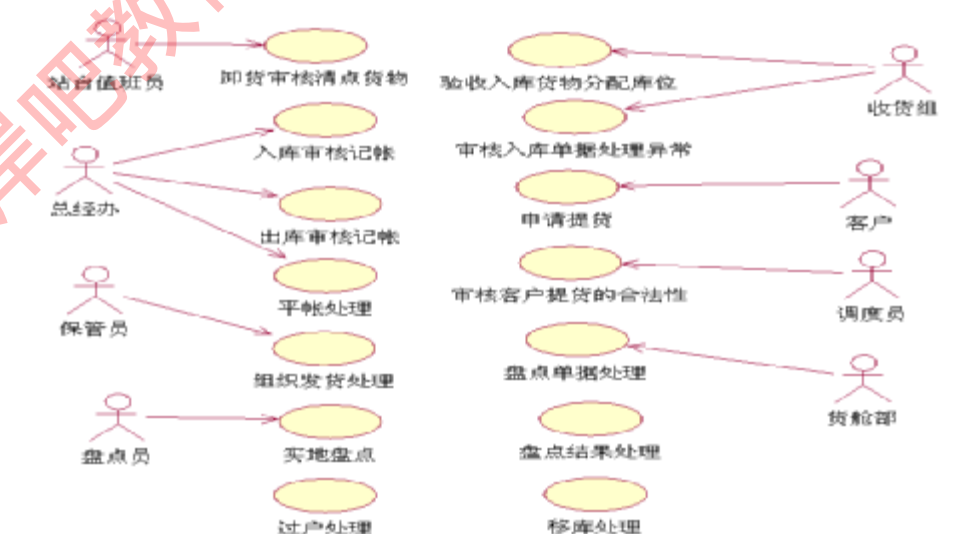 岸吧教
站台值班员
卸货审核清点货物
验收入库货物分配库位
收货组
入库审核记帐
审核入库单据处理异常
总经办
出库审核记帐
申请提货
客户
平帐处理
审核客户提货的合法性
调度员
保管员
组织发货处理
盘点单据处理
货舱部
盘点员
实地盘点
盘点结果处理
过户处理
移库处理